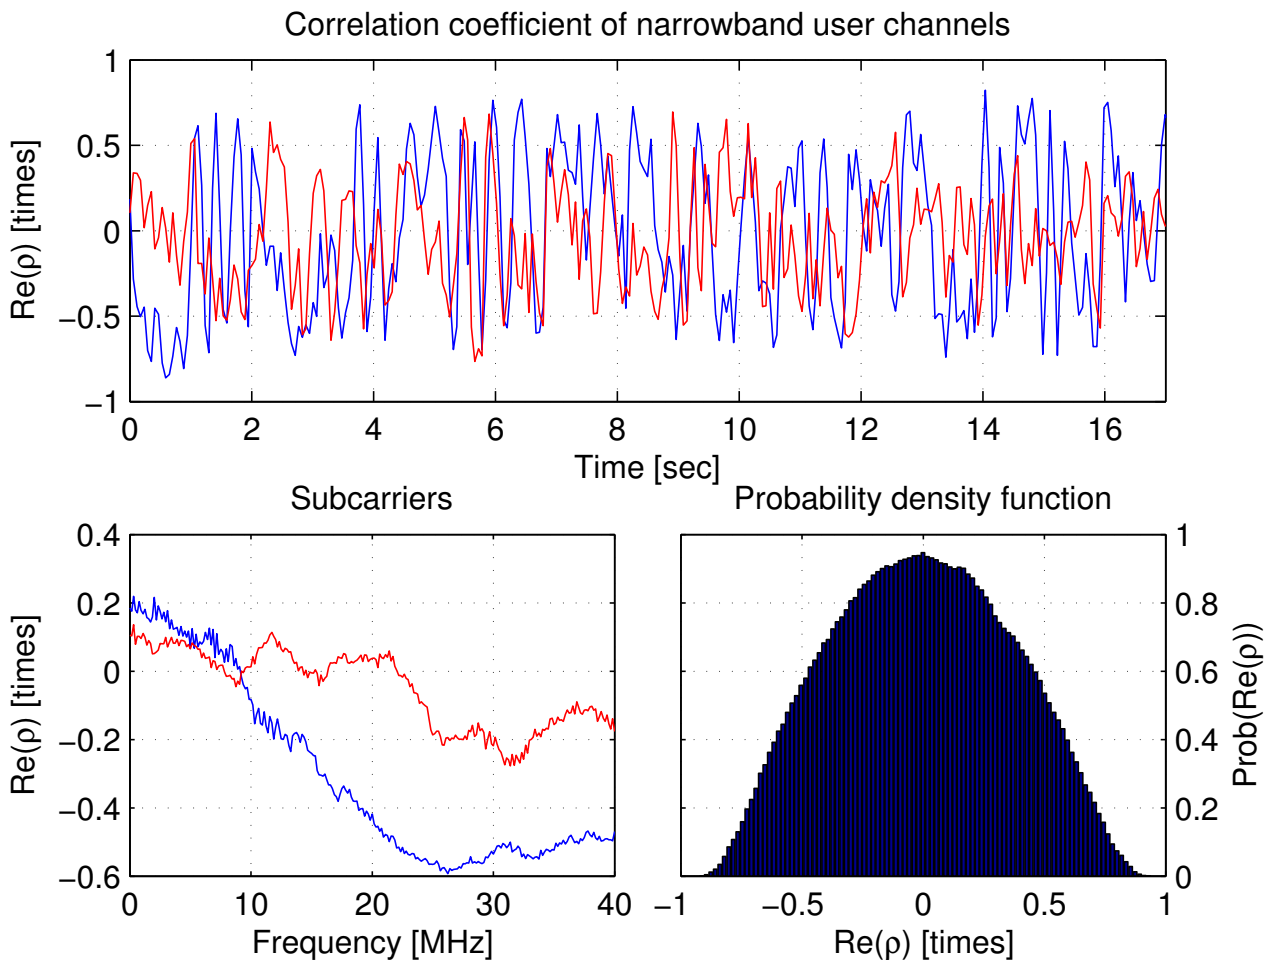 Correlation coefficient of narrowband user channels
1
0.5
0
−0.5
−1
Re(ρ) [times]
0 2 4 6 8 10 12 14 16
Time [sec]
Subcarriers
0.4
0.2
0
−0.2
−0.4
−0.6
Re(ρ) [times]
0 10 20 30 40
Frequency [MHz]
Probability density function
1
0.8
0.6
0.4
0.2
0
Prob(Re(ρ))
−1 −0.5 0 0.5 1
Re(ρ) [times]